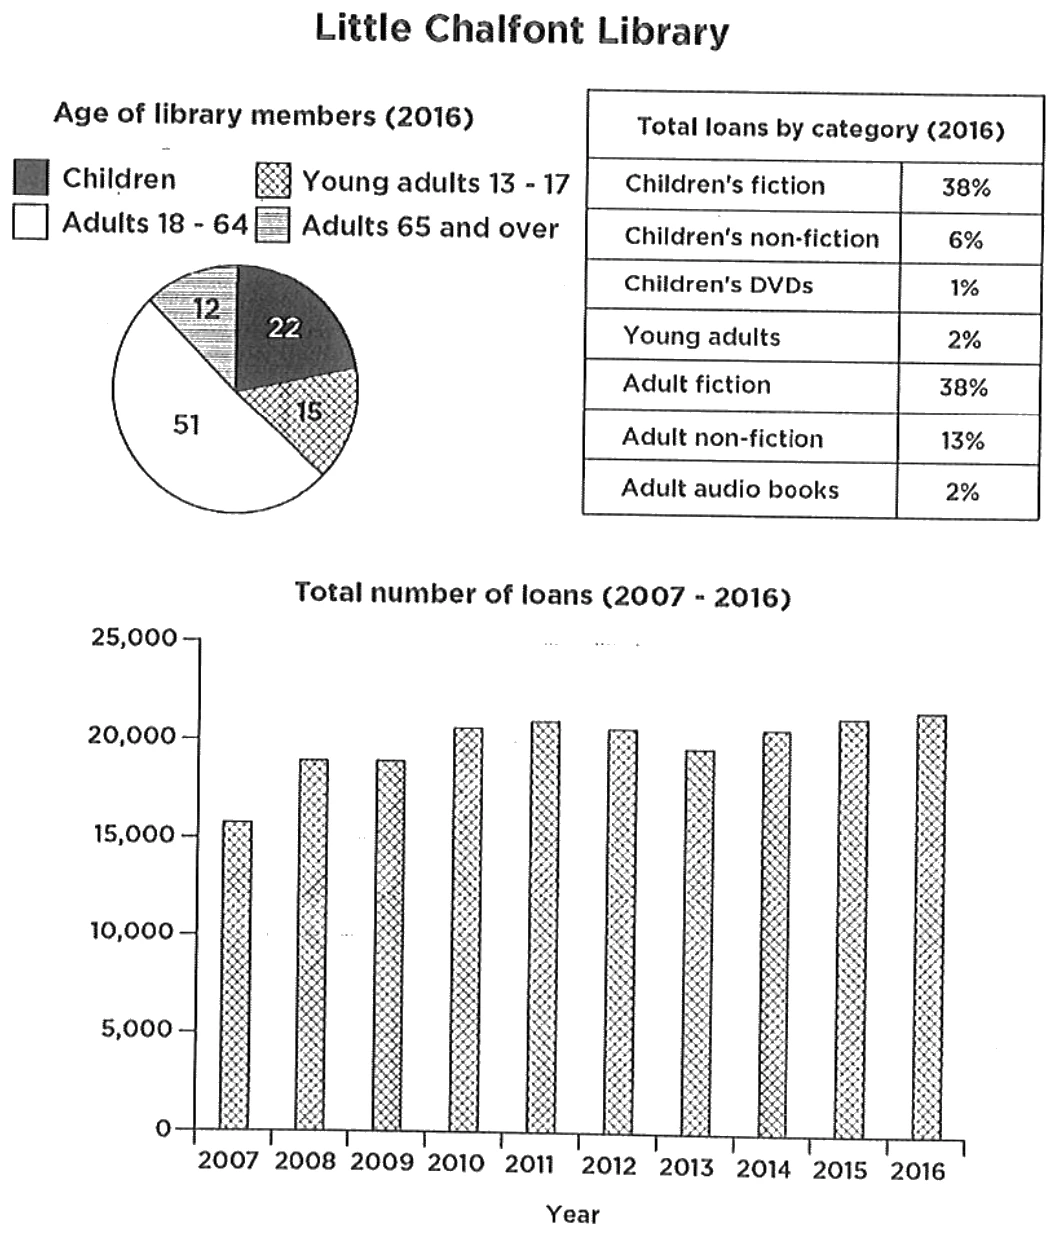 Little Chalfont Library
Age of library members (2016)
Children
Young adults 13 - 17
Adults 18 - 64
Adults 65 and over
12
22
15
51
Total loans by category (2016)
Children's fiction 38%
Children's non-fiction 6%
Children's DVDs 1%
Young adults 2%
Adult fiction 38%
Adult non-fiction 13%
Adult audio books 2%
Total number of loans (2007 - 2016)
25,000
20,000
15,000
10,000
5,000
0
2007 2008 2009 2010 2011 2012 2013 2014 2015 2016
Year